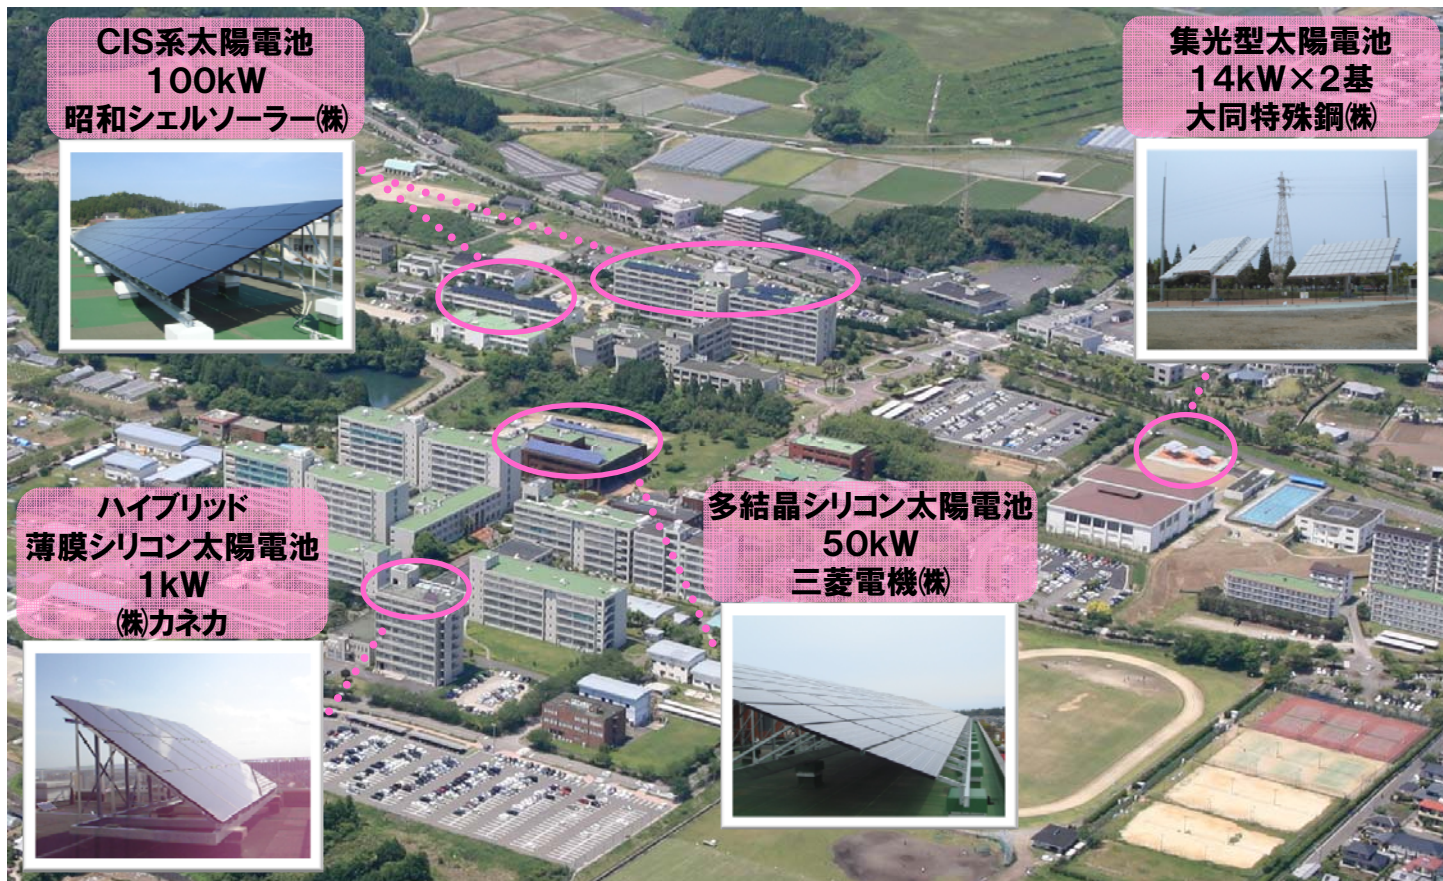 CIS系太陽電池
100kW
昭和シェルソーラー㈱
集光型太陽電池
14kW×2基
大同特殊鋼㈱
ハイブリッド
薄膜シリコン太陽電池
1kW
㈱カネカ
多結晶シリコン太陽電池
50kW
三菱電機㈱